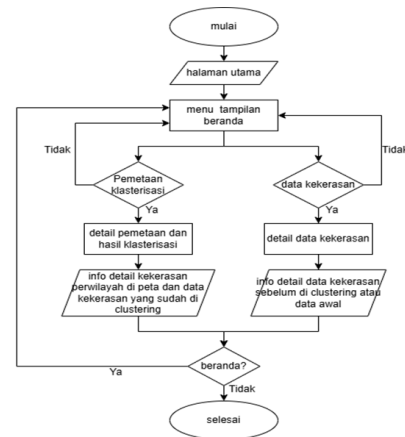 mulai
halaman utama
menu tampilan
beranda
Tidak
Tidak
Pemetaan
klasterisasi
data kekerasan
Ya
Ya
detail pemetaan dan
hasil klasterisasi
detail data kekerasan
info detail kekerasan
perwilayah di peta dan data
kekerasan yang sudah di
clustering
info detail data kekerasan
sebelum di clustering atau
data awal
beranda?
Ya
Tidak
selesai